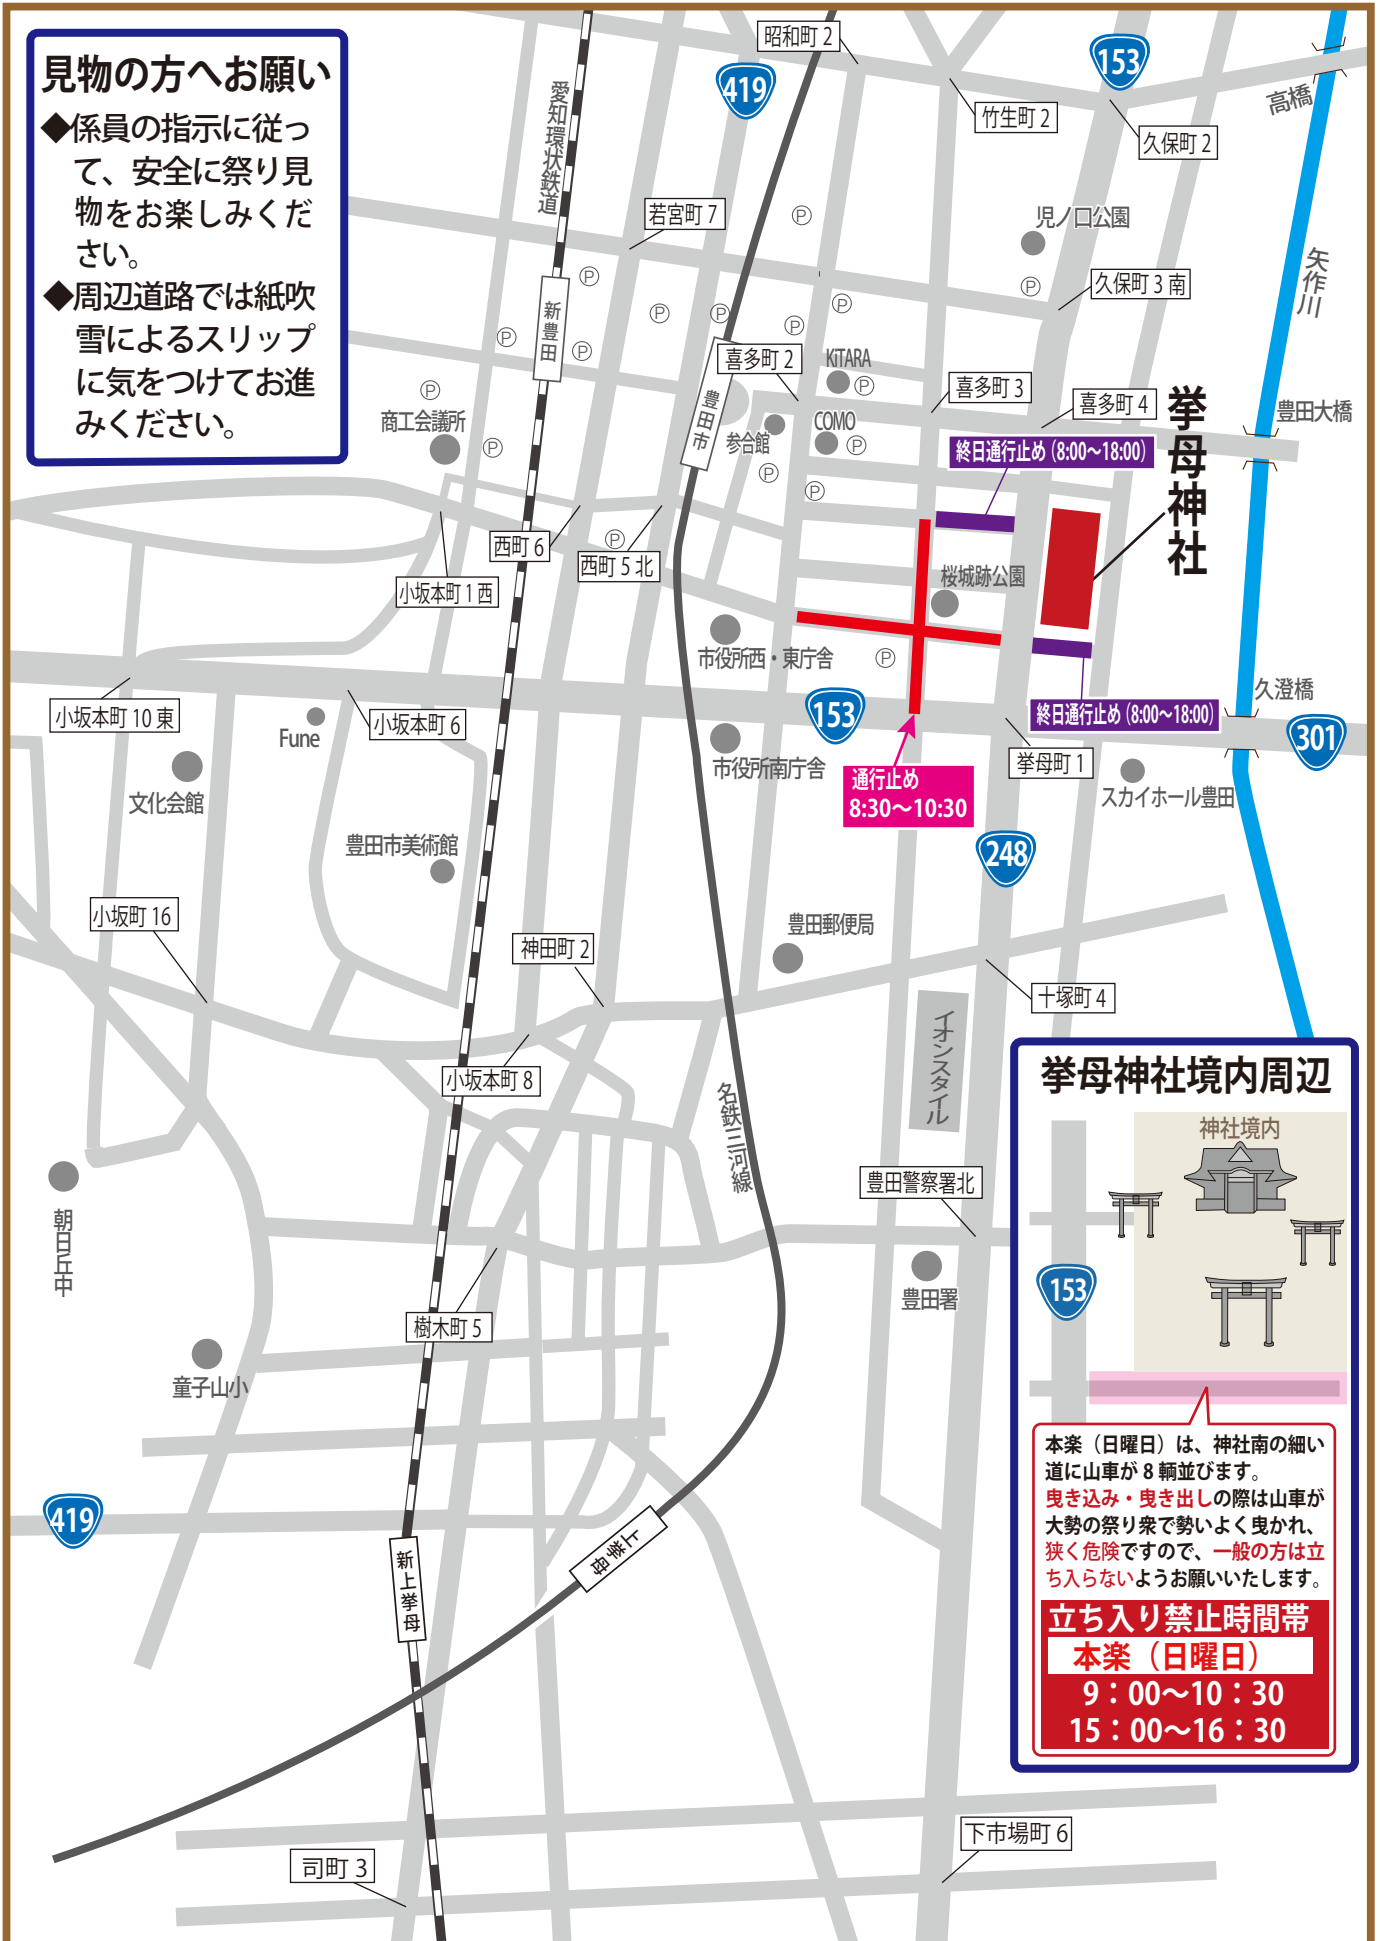 見物の方へお願い
◆係員の指示に従っ
て、安全に祭り見
物をお楽しみくだ
さい。
◆周辺道路では紙吹
雪によるスリップ
に気をつけてお進
みください。
昭和町 2
153
419
愛知環状鉄道
竹生町 2
高橋
久保町 2
若宮町 7
Ⓟ
児ノ口公園
矢作川
Ⓟ
Ⓟ
久保町 3 南
新豊田
Ⓟ
Ⓟ
Ⓟ
Ⓟ
Ⓟ
Ⓟ
喜多町 2
KiTARA
Ⓟ
喜多町 3
Ⓟ
豊田市
喜多町 4
挙母神社
豊田大橋
商工会議所
参合館
COMO
Ⓟ
Ⓟ
終日通行止め (8:00〜18:00)
Ⓟ
Ⓟ
西町 6
Ⓟ
西町 5 北
小坂本町 1 西
桜城跡公園
市役所西・東庁舎
Ⓟ
久澄橋
小坂本町 10 東
Fune
小坂本町 6
153
終日通行止め (8:00〜18:00)
301
文化会館
市役所南庁舎
通行止め
8:30〜10:30
挙母町 1
スカイホール豊田
豊田市美術館
248
小坂町 16
神田町 2
豊田郵便局
十塚町 4
イオンスタイル
小坂本町 8
名鉄三河線
挙母神社境内周辺
神社境内
153
朝日丘中
豊田警察署北
豊田署
樹木町 5
童子山小
419
新上挙母
上挙母
本楽（日曜日）は、神社南の細い
道に山車が 8 輌並びます。
曳き込み・曳き出しの際は山車が
大勢の祭り衆で勢いよく曳かれ、
狭く危険ですので、一般の方は立
ち入らないようお願いいたします。
立ち入り禁止時間帯
本楽（日曜日）
9：00〜10：30
15：00〜16：30
下市場町 6
司町 3